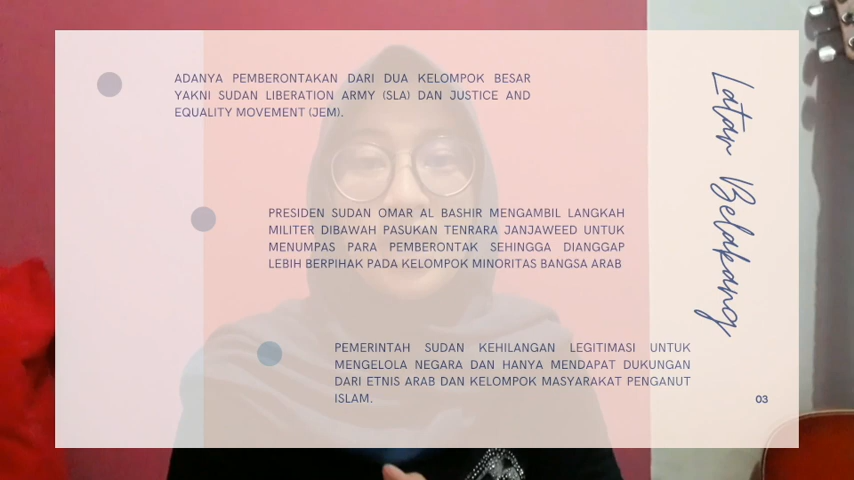 ADANYA PEMBERONTAKAN DARI DUA KELOMPOK BESAR
YAKNI SUDAN LIBERATION ARMY (SLA) DAN JUSTICE AND
EQUALITY MOVEMENT (JEM).
PRESIDEN SUDAN OMAR AL BASHIR MENGAMBIL LANGKAH
MILITER DIBAWAH PASUKAN TENRARA JANJAWEED UNTUK
MENUMPAS PARA PEMBERONTAK SEHINGGA DIANGGAP
LEBIH BERPIHAK PADA KELOMPOK MINORITAS BANGSA ARAB
PEMERINTAH SUDAN KEHILANGAN LEGITIMASI UNTUK
MENGELOLA NEGARA DAN HANYA MENDAPAT DUKUNGAN
DARI ETNIS ARAB DAN KELOMPOK MASYARAKAT PENGANUT
ISLAM.
Latar Belakang
03